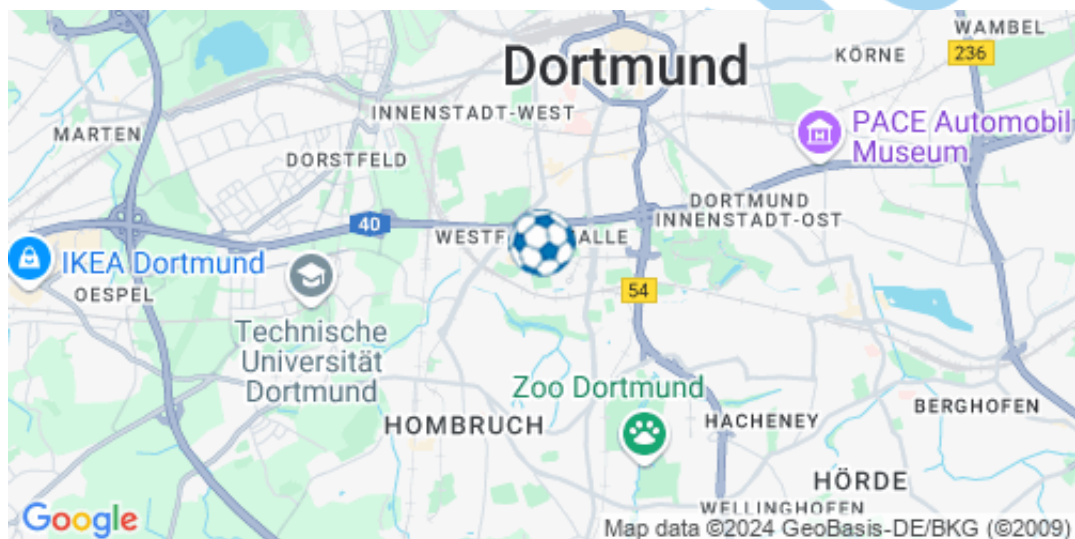 WAMBEL
Dortmund
KÖRNE
236
INNENSTADT-WEST
MARTEN
PACE Automobil
Museum
DORSTFELD
DORTMUND
INNENSTADT-OST
40
WESTF
ALLE
IKEA Dortmund
OESPEL
54
Technische
Universität
Dortmund
Zoo Dortmund
BERGHOFEN
HOMBRUCH
HACHENEY
HÖRDE
WELLINGHOFEN
Google
Map data ©2024 GeoBasis-DE/BKG (©2009)